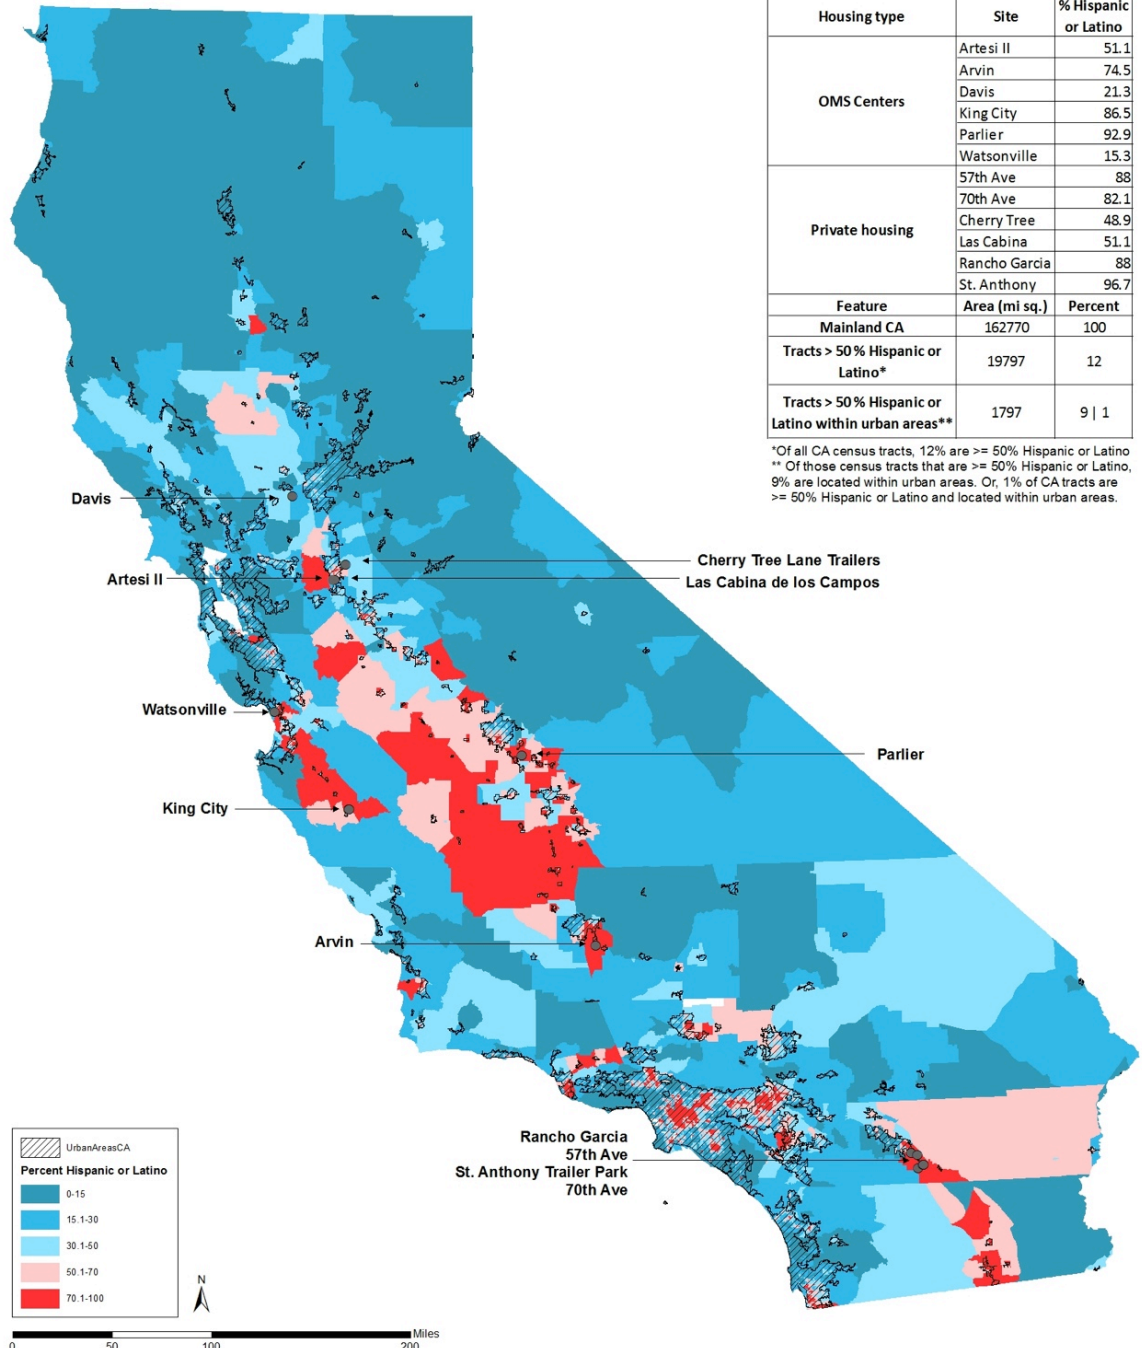 Housing type Site % Hispanic or Latino
OMS Centers
Artesi II 51.1
Arvin 74.5
Davis 21.3
King City 86.5
Parlier 92.9
Watsonville 15.3
Private housing
57th Ave 88
70th Ave 82.1
Cherry Tree 48.9
Las Cabina 51.1
Rancho Garcia 88
St. Anthony 96.7
Feature Area (mi sq.) Percent
Mainland CA 162770 100
Tracts > 50% Hispanic or Latino* 19797 12
Tracts > 50% Hispanic or Latino within urban areas** 1797 9 | 1
*Of all CA census tracts, 12% are >= 50% Hispanic or Latino
** Of those census tracts that are >= 50% Hispanic or Latino,
9% are located within urban areas. Or, 1% of CA tracts are
>= 50% Hispanic or Latino and located within urban areas.
Davis
Cherry Tree Lane Trailers
Artesi II
Las Cabina de los Campos
Watsonville
Parlier
King City
Arvin
Rancho Garcia
57th Ave
St. Anthony Trailer Park
70th Ave
UrbanAreasCA
Percent Hispanic or Latino
0-15
15.1-30
30.1-50
50.1-70
70.1-100
N
Miles
0 50 100 200